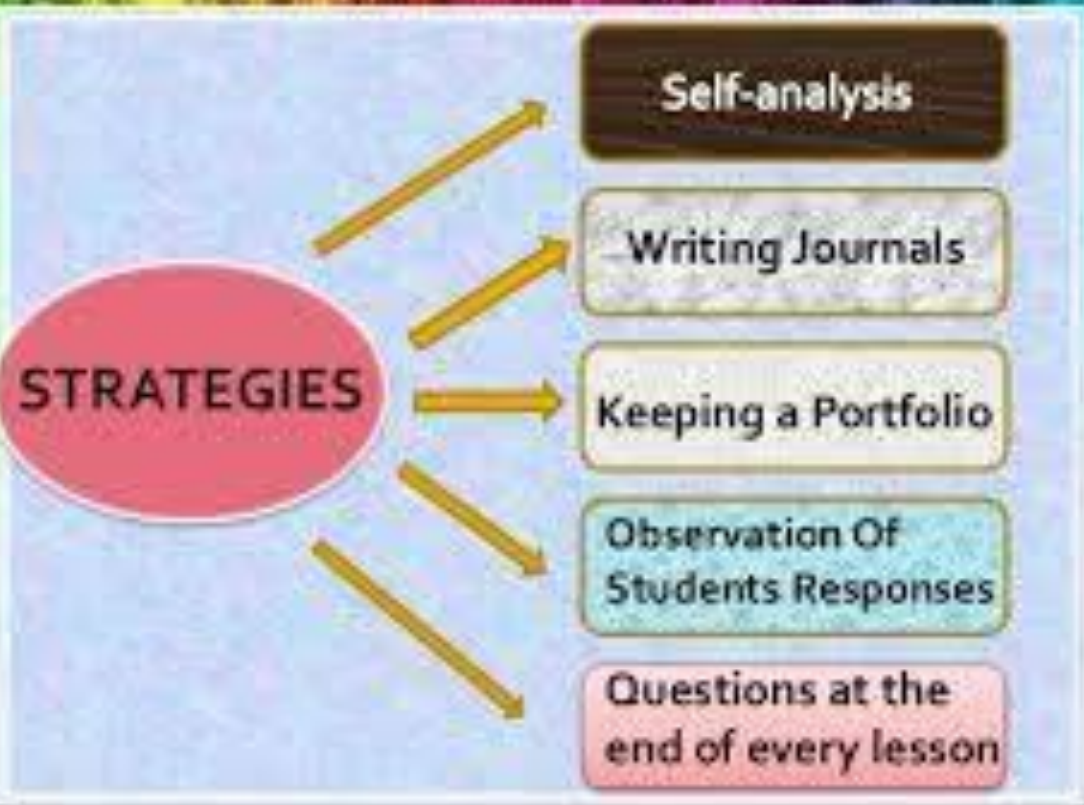 STRATEGIES
Self-analysis
Writing Journals
Keeping a Portfolio
Observation Of
Students Responses
Questions at the
end of every lesson